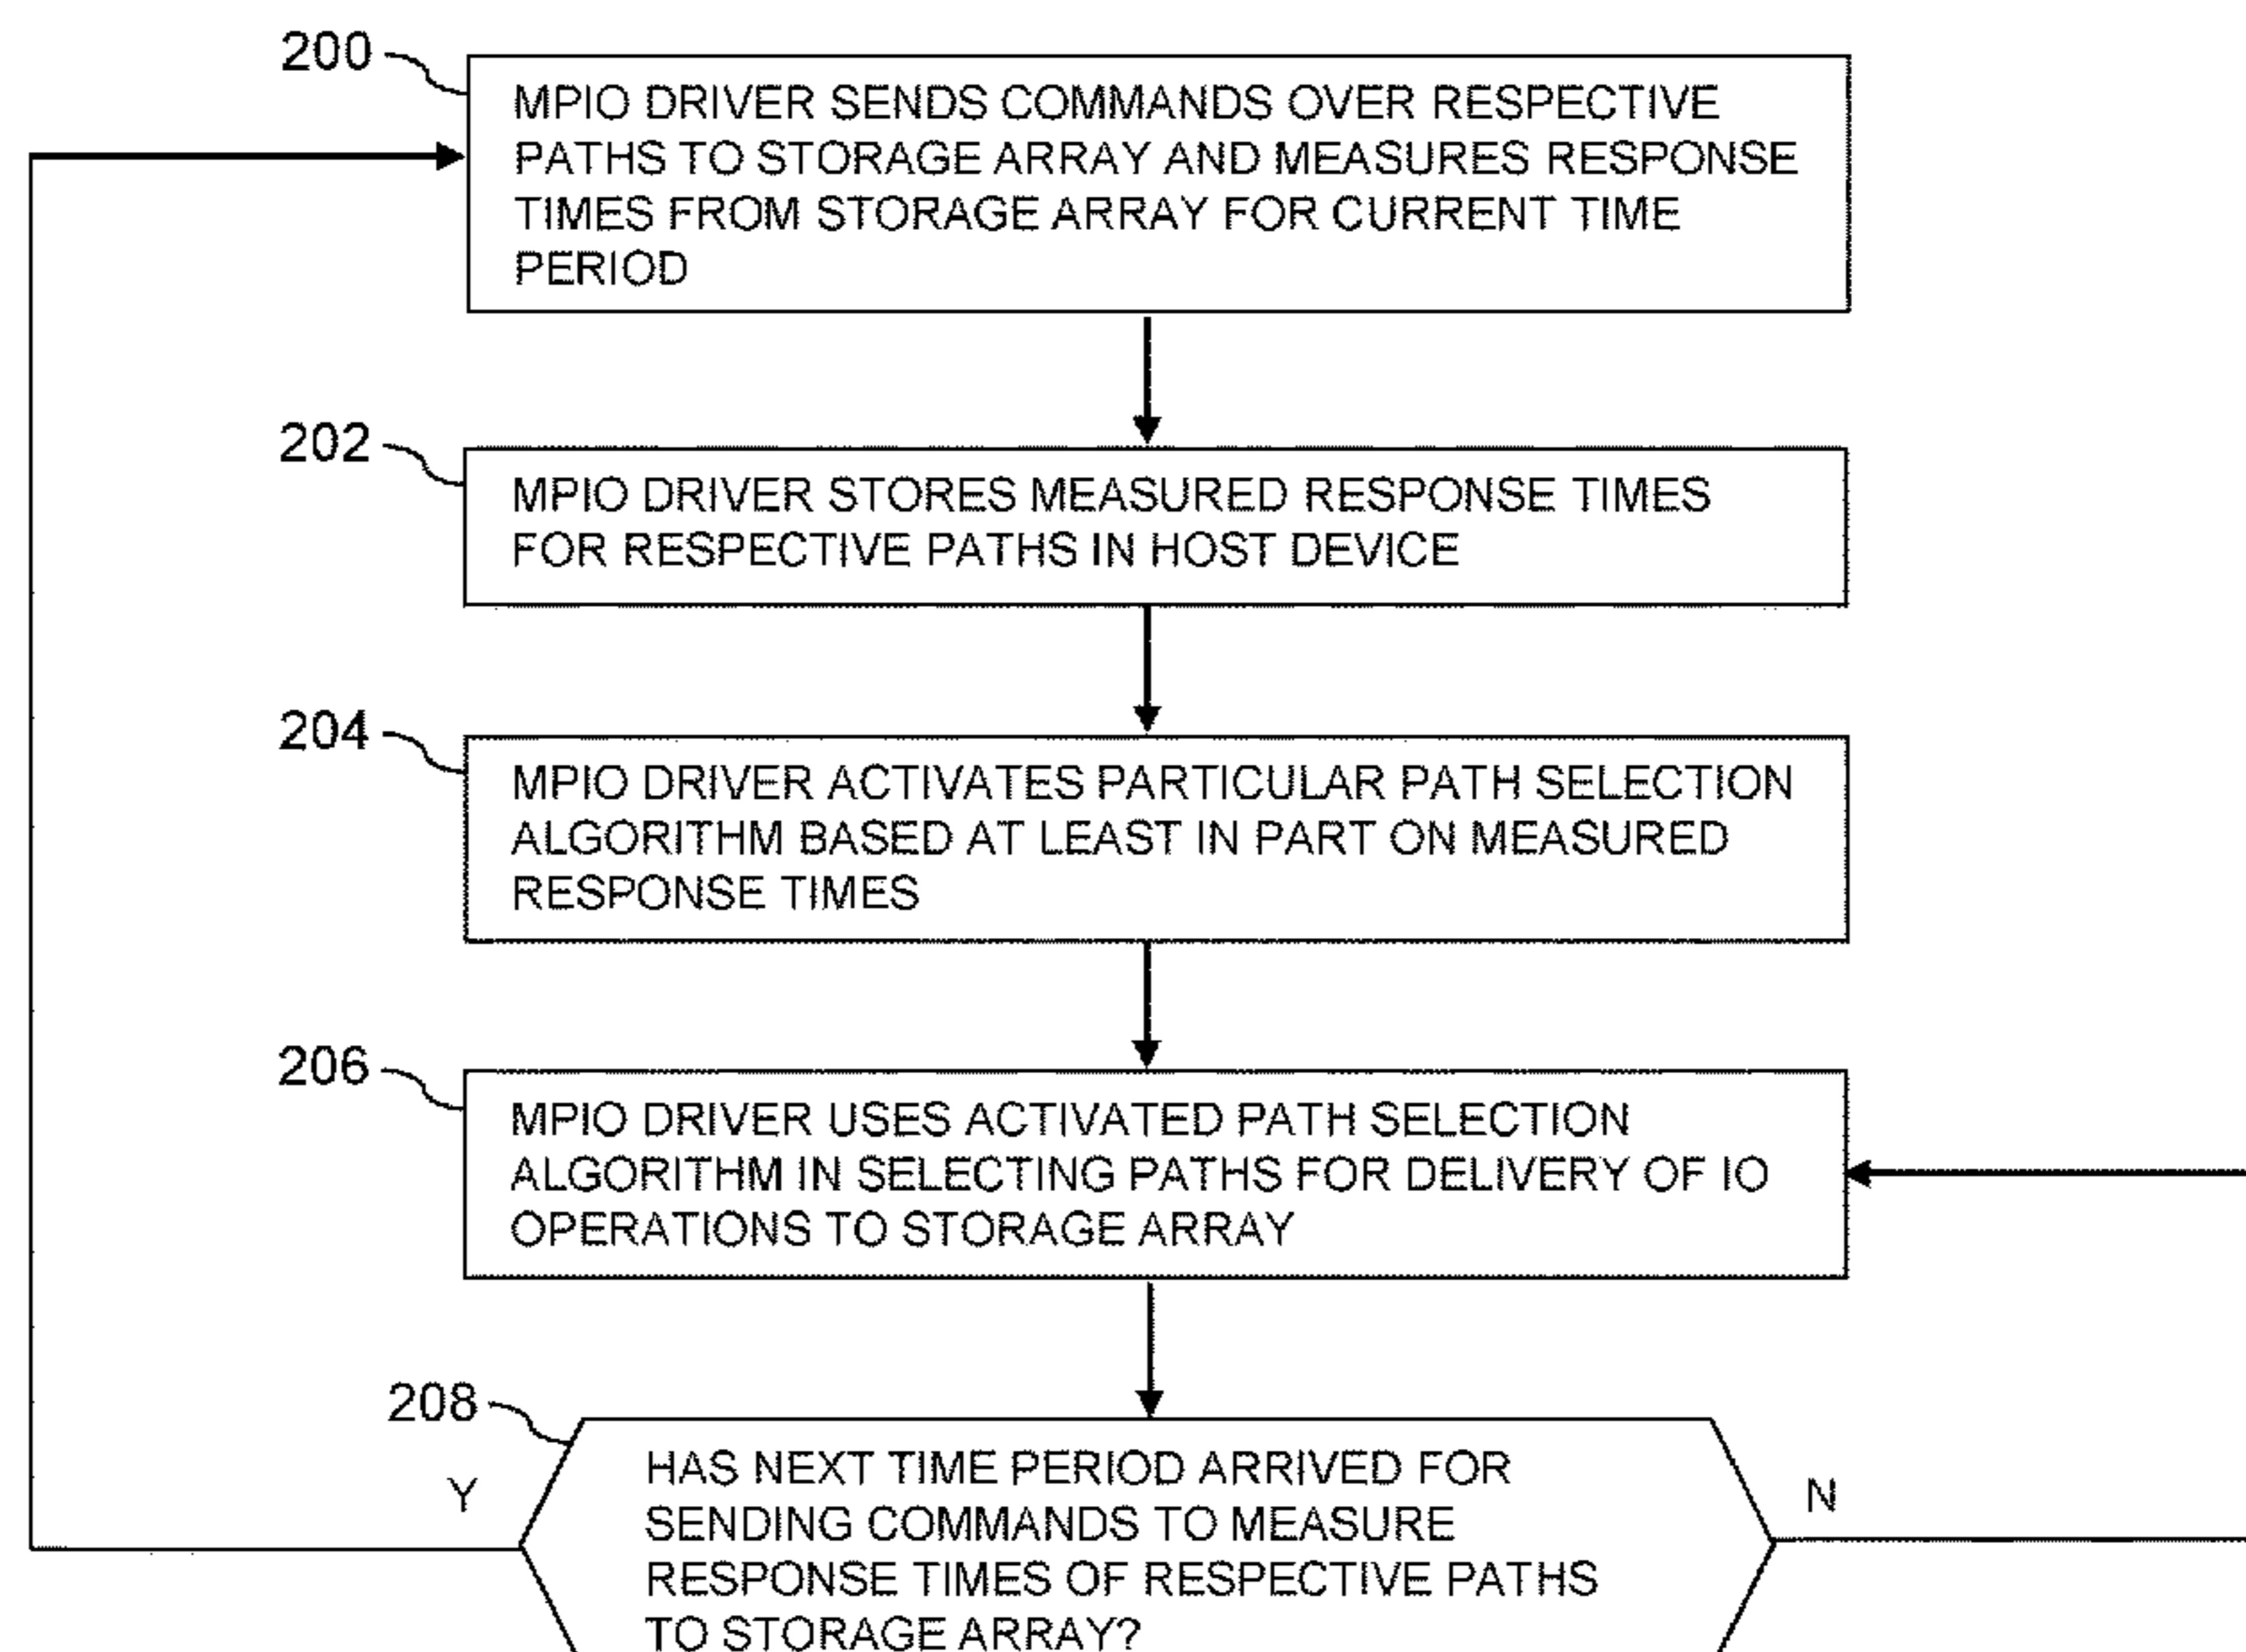 200
MPIO DRIVER SENDS COMMANDS OVER RESPECTIVE
PATHS TO STORAGE ARRAY AND MEASURES RESPONSE
TIMES FROM STORAGE ARRAY FOR CURRENT TIME
PERIOD
202
MPIO DRIVER STORES MEASURED RESPONSE TIMES
FOR RESPECTIVE PATHS IN HOST DEVICE
204
MPIO DRIVER ACTIVATES PARTICULAR PATH SELECTION
ALGORITHM BASED AT LEAST IN PART ON MEASURED
RESPONSE TIMES
206
MPIO DRIVER USES ACTIVATED PATH SELECTION
ALGORITHM IN SELECTING PATHS FOR DELIVERY OF IO
OPERATIONS TO STORAGE ARRAY
208
Y
HAS NEXT TIME PERIOD ARRIVED FOR
SENDING COMMANDS TO MEASURE
RESPONSE TIMES OF RESPECTIVE PATHS
TO STORAGE ARRAY?
N